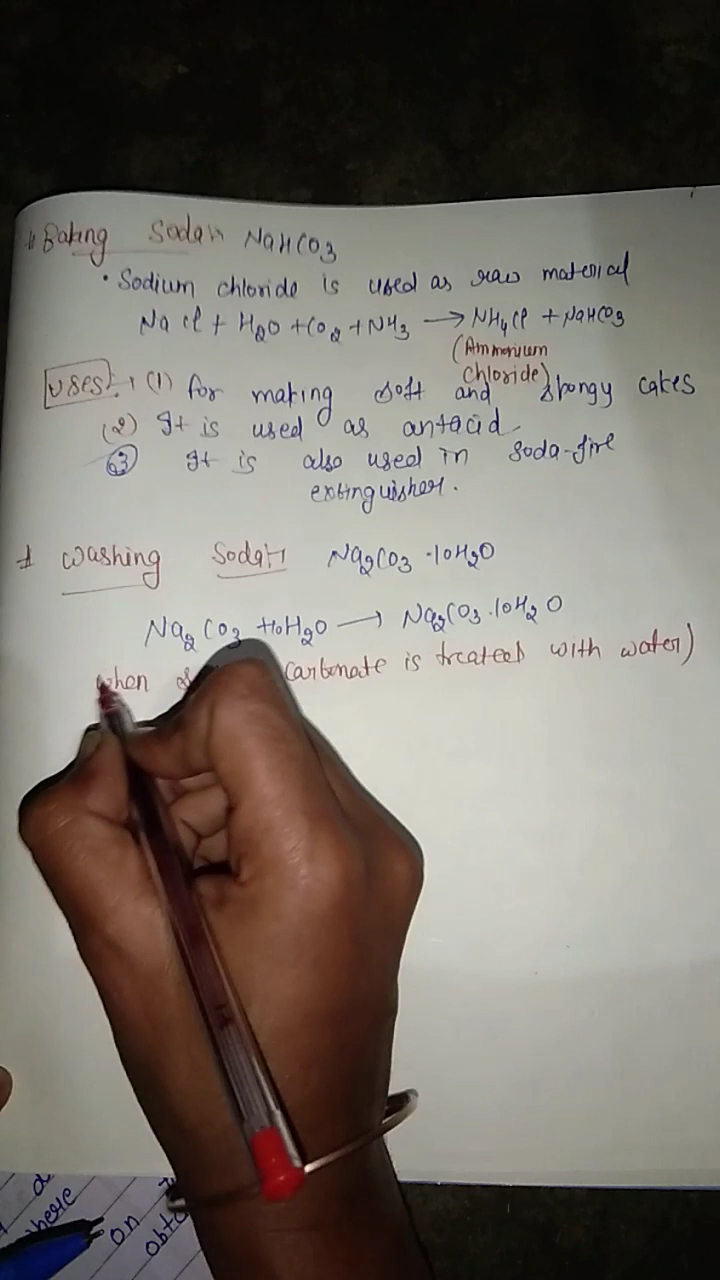 Baking Soda:- NaHCO3
• Sodium chloride is used as raw material
NaCl + H2O + CO2 + NH3 → NH4Cl + NaHCO3
(Ammonium
chloride)
Uses:- (1) for making soft and spongy cakes
(2) It is used as antacid.
(3) It is also used in soda-fire
extinguisher.
Washing Soda:- Na2CO3 ·10H2O
Na2CO3 +10H2O → Na2CO3.10H2O
when carbonate is treated with water)
here
on